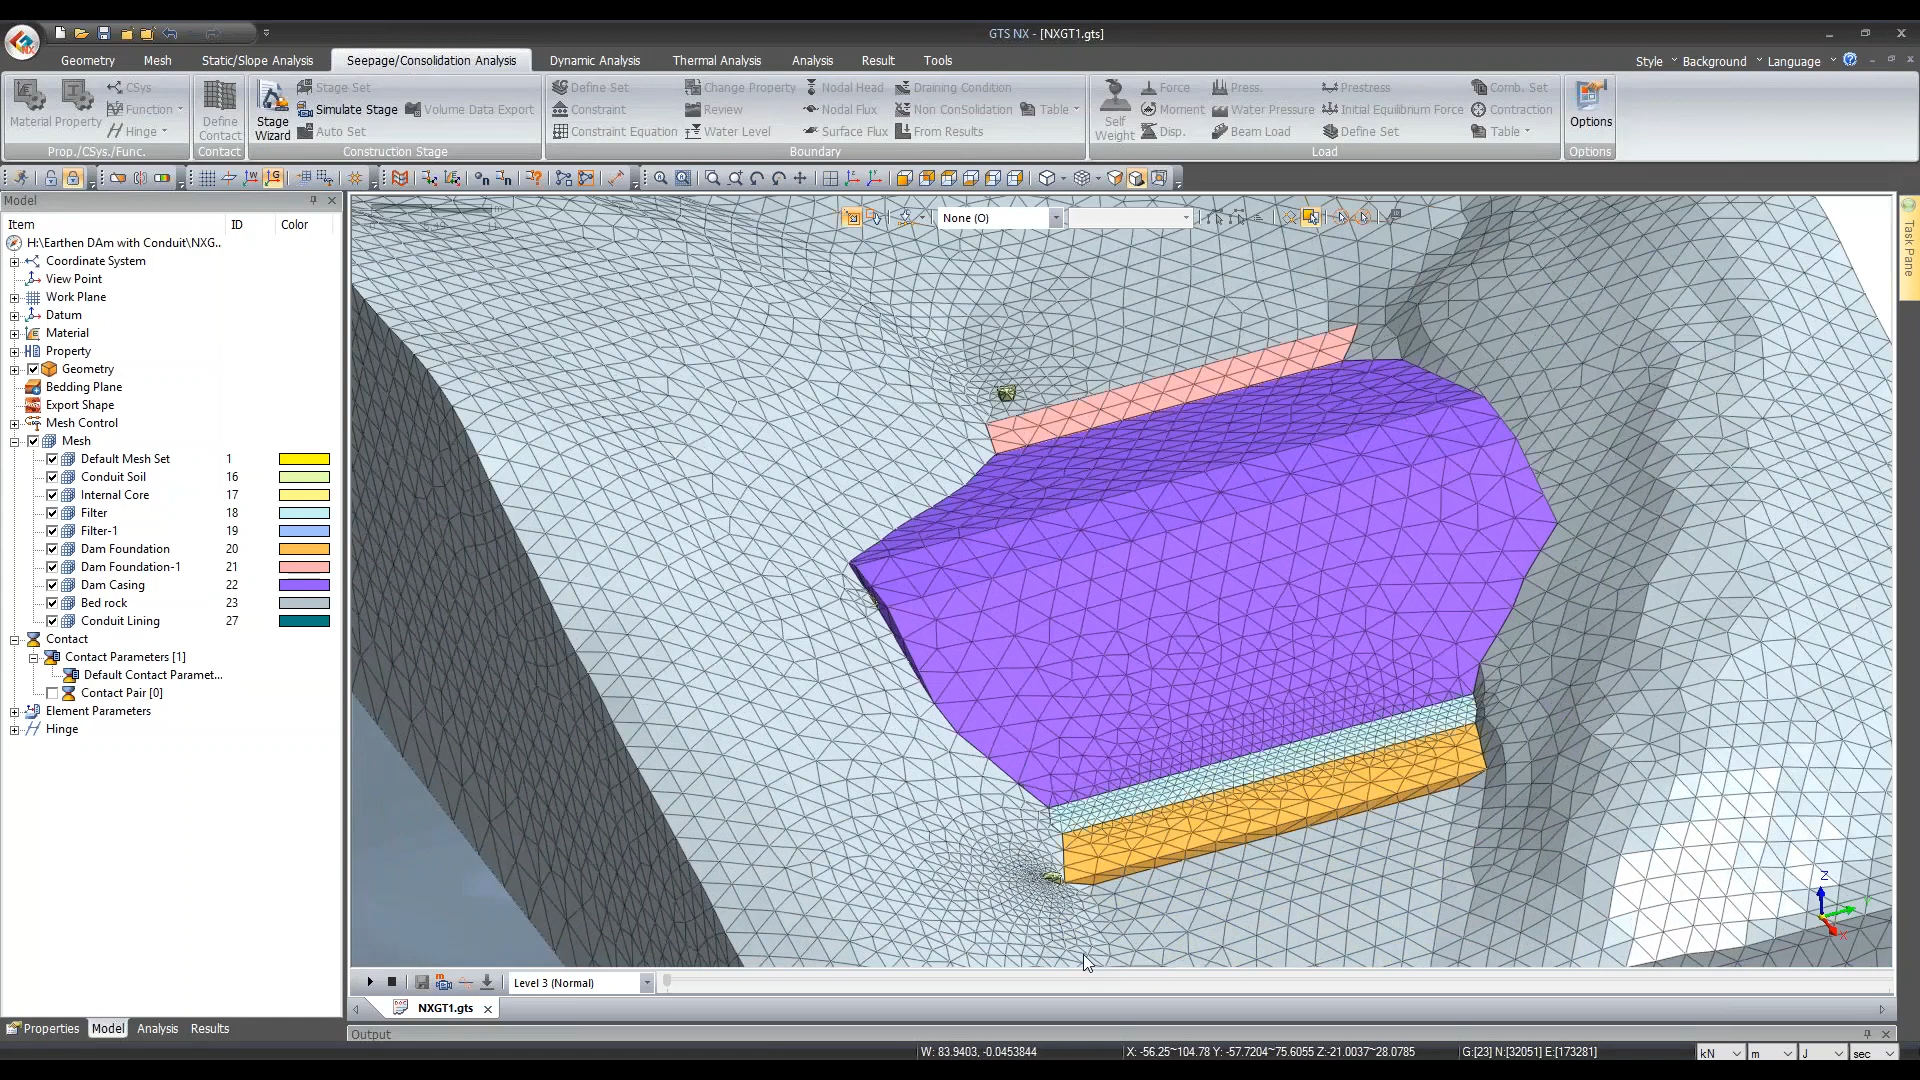 GTS NX - [NXGT1.gts]
Geometry Mesh Static/Slope Analysis Seepage/Consolidation Analysis Dynamic Analysis Thermal Analysis Analysis Result Tools Style Background Language
Material Property CSys Function Hinge
Prop./CSys./Func.
Define Contact
Contact
Stage Wizard Stage Set Simulate Stage Auto Set Volume Data Export
Construction Stage
Define Set Change Property Nodal Head Draining Condition
Constraint Review Nodal Flux Non ConSolidation Table
Constraint Equation Water Level Surface Flux From Results
Boundary
Self Weight Force Press. Prestress Comb. Set
Moment Water Pressure Initial Equilibrium Force Contraction
Disp. Beam Load Define Set Table
Load
Options
Options
Model
Item ID Color
H:\Earthen DAm with Conduit\NXG..
Coordinate System
View Point
Work Plane
Datum
Material
Property
Geometry
Bedding Plane
Export Shape
Mesh Control
Mesh
Default Mesh Set 1
Conduit Soil 16
Internal Core 17
Filter 18
Filter-1 19
Dam Foundation 20
Dam Foundation-1 21
Dam Casing 22
Bed rock 23
Conduit Lining 27
Contact
Contact Parameters [1]
Default Contact Paramet...
Contact Pair [0]
Element Parameters
Hinge
None (O)
Task Pane
Z
X
Level 3 (Normal)
NXGT1.gts
Properties Model Analysis Results
Output
W: 83.9403, -0.0453844 X: -56.25~104.78 Y: -57.7204~75.6055 Z:-21.0037~28.0785 G:[23] N:[32051] E:[173281] kN m J sec